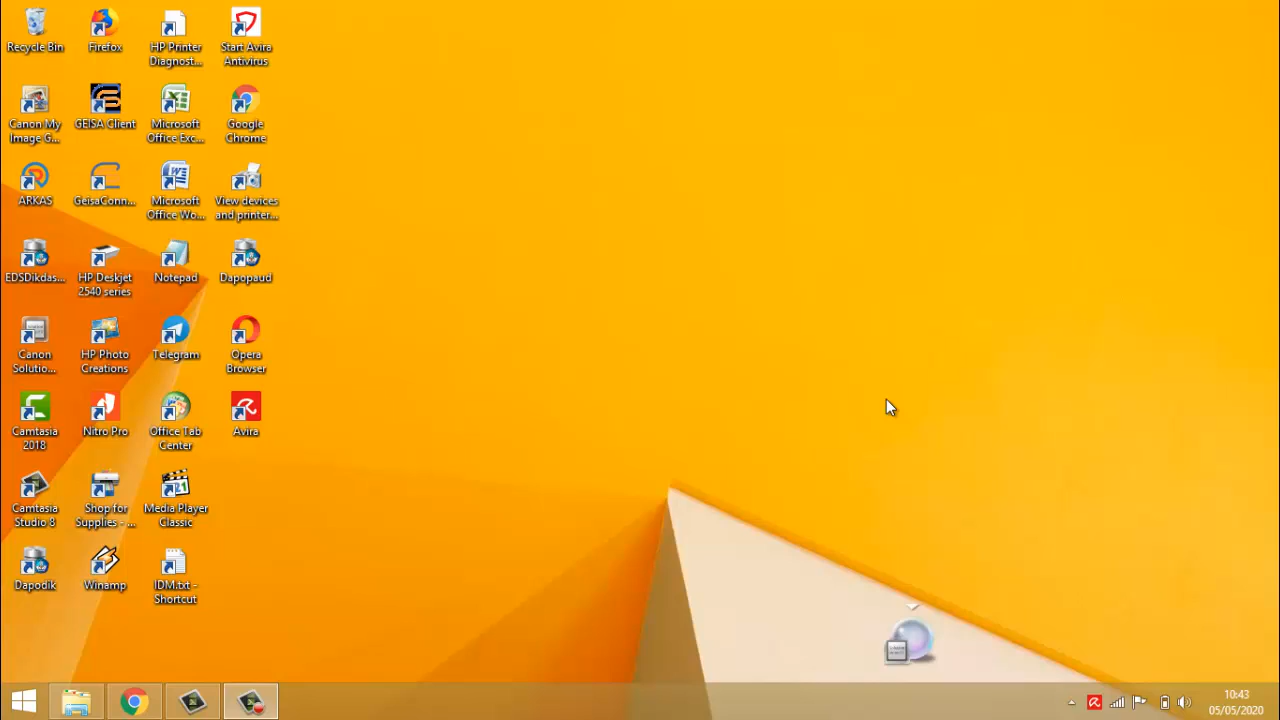 Recycle Bin
Firefox
HP Printer
Diagnost...
Start Avira
Antivirus
Canon My
Image G...
GEISA Client
Microsoft
Office Exc...
Google
Chrome
ARKAS
GeisaConn...
Microsoft
Office Wo...
View devices
and printer...
EDSDikdas...
HP Deskjet
2540 series
Notepad
Dapopaud
Canon
Solutio...
HP Photo
Creations
Telegram
Opera
Browser
Camtasia
2018
Nitro Pro
Office Tab
Center
Avira
Camtasia
Studio 8
Shop for
Supplies - ...
Media Player
Classic
Dapodik
Winamp
IDM.txt -
Shortcut
10:43
05/05/2020